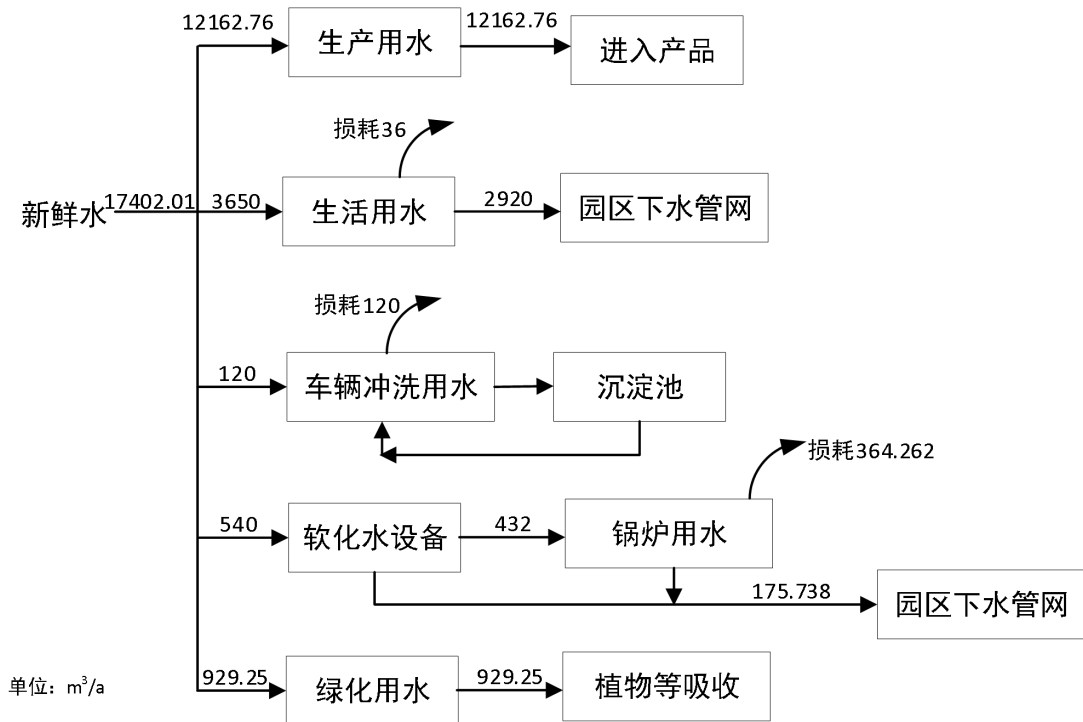 12162.76
生产用水
12162.76
进入产品
损耗36
新鲜水
17402.01
3650
生活用水
2920
园区下水管网
损耗120
120
车辆冲洗用水
沉淀池
损耗364.262
540
软化水设备
432
锅炉用水
175.738
园区下水管网
单位：m³/a
929.25
绿化用水
929.25
植物等吸收